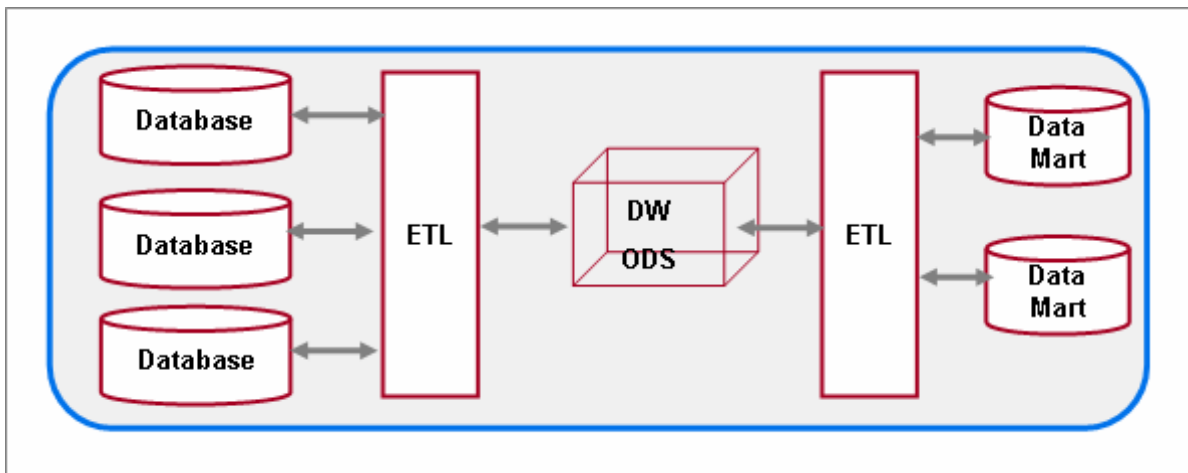 Database
Database
Database
ETL
DW
ODS
ETL
Data
Mart
Data
Mart